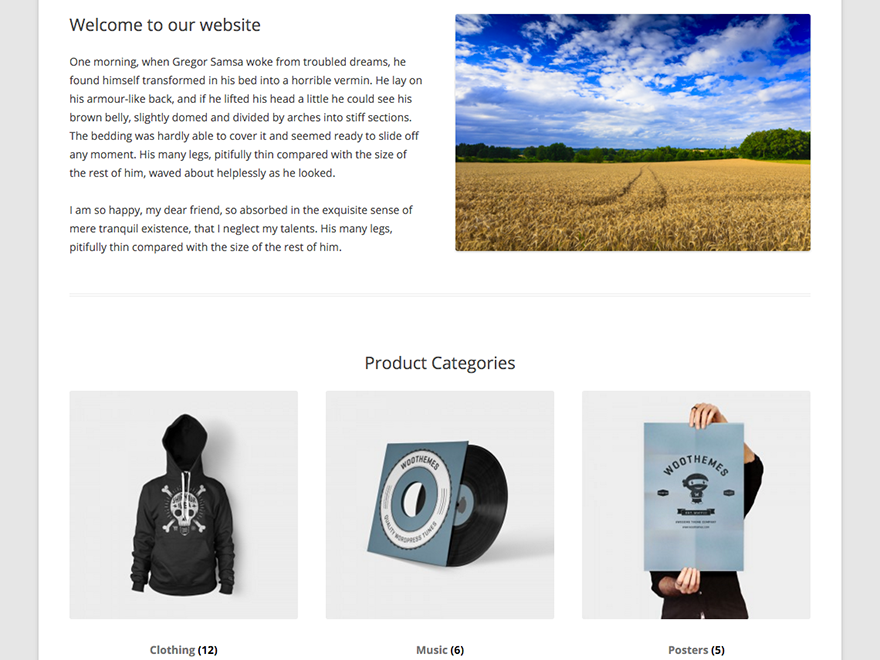 Welcome to our website
One morning, when Gregor Samsa woke from troubled dreams, he
found himself transformed in his bed into a horrible vermin. He lay on
his armour-like back, and if he lifted his head a little he could see his
brown belly, slightly domed and divided by arches into stiff sections.
The bedding was hardly able to cover it and seemed ready to slide off
any moment. His many legs, pitifully thin compared with the size of
the rest of him, waved about helplessly as he looked.
I am so happy, my dear friend, so absorbed in the exquisite sense of
mere tranquil existence, that I neglect my talents. His many legs,
pitifully thin compared with the size of the rest of him.
Product Categories
WOOTHEMES
QUALITY WORDPRESS TUNES
WOOTHEMES
AWESOME THEME COMPANY
Clothing (12)
Music (6)
Posters (5)